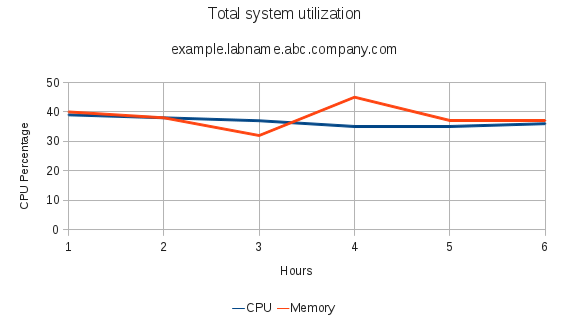 Total system utilization
example.labname.abc.company.com
CPU Percentage
50
40
30
20
10
0
1 2 3 4 5 6
Hours
CPU Memory